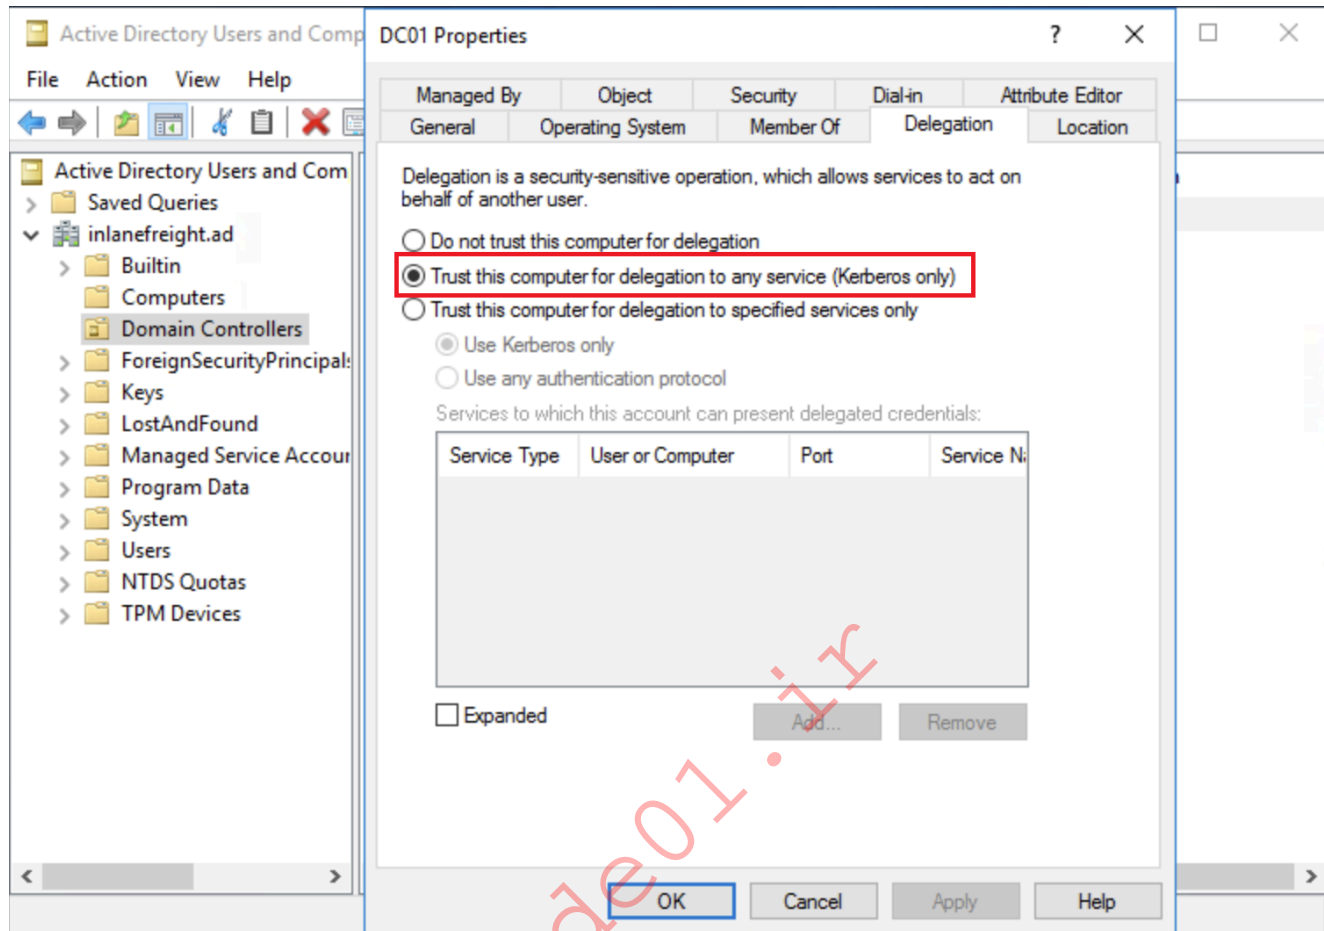 Active Directory Users and Comp
DC01 Properties
?
File Action View Help
Managed By Object Security Dial-in Attribute Editor
General Operating System Member Of Delegation Location
Active Directory Users and Com
Saved Queries
inlanefreight.ad
Builtin
Computers
Domain Controllers
ForeignSecurityPrincipals
Keys
LostAndFound
Managed Service Accour
Program Data
System
Users
NTDS Quotas
TPM Devices
Delegation is a security-sensitive operation, which allows services to act on
behalf of another user.
Do not trust this computer for delegation
Trust this computer for delegation to any service (Kerberos only)
Trust this computer for delegation to specified services only
Use Kerberos only
Use any authentication protocol
Services to which this account can present delegated credentials:
Service Type User or Computer Port Service Na
Expanded
Add... Remove
OK Cancel Apply Help
de01.ir